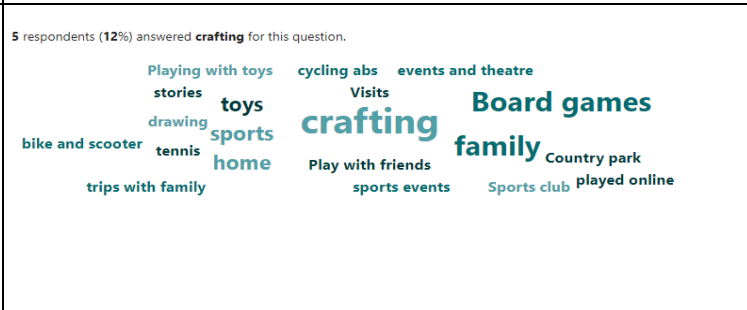 5 respondents (12%) answered crafting for this question.
Playing with toys cycling abs events and theatre
stories toys Visits Board games
drawing sports crafting
bike and scooter tennis home family Country park
Play with friends
trips with family sports events Sports club played online